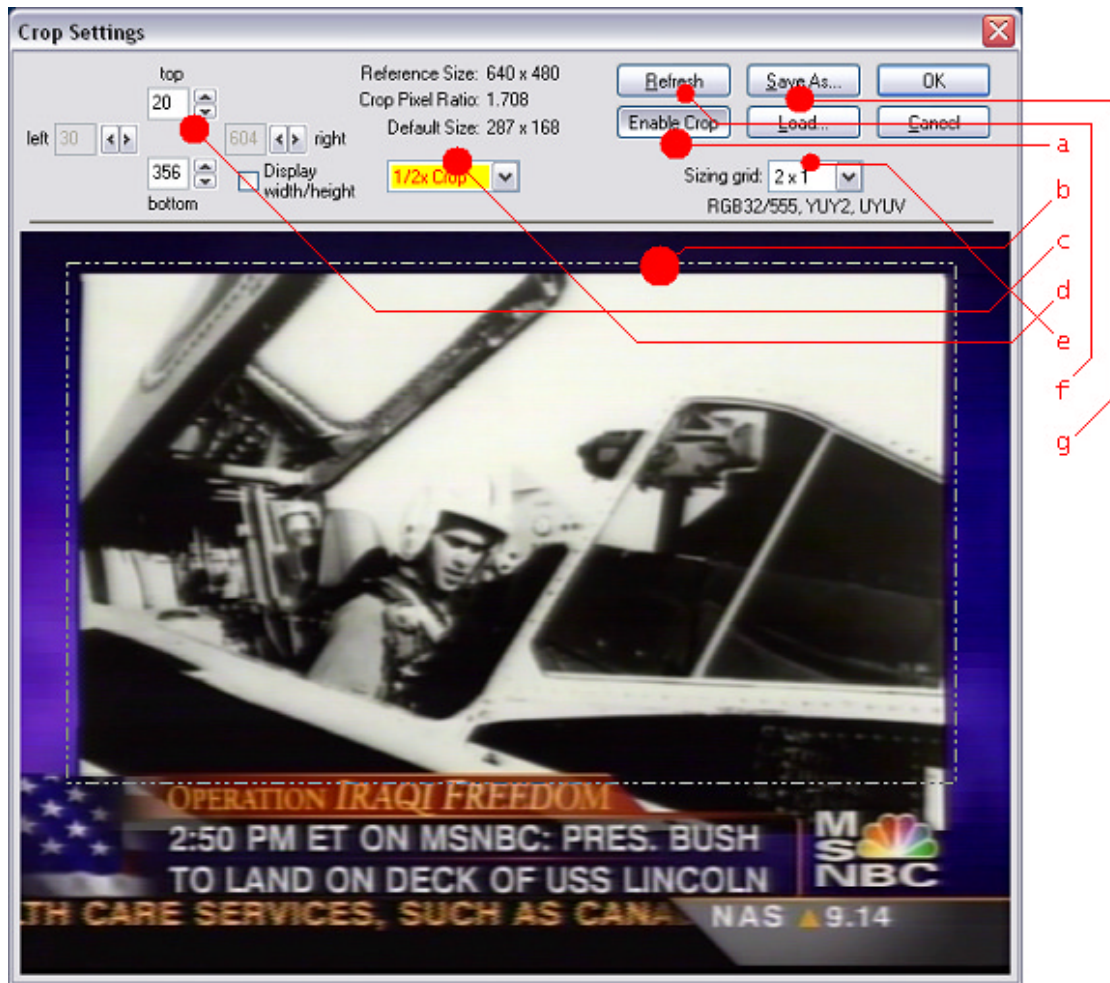 Crop Settings
top
Reference Size: 640 x 480
Refresh
Save As...
OK
20
Crop Pixel Ratio: 1.708
left 30
604 right
Default Size: 287 x 168
Enable Crop
Load...
Cancel
a
356
Display
width/height
1/2x Crop
Sizing grid: 2 x 1
bottom
RGB32/555, YUY2, UYUV
b
c
d
e
f
g
OPERATION IRAQI FREEDOM
2:50 PM ET ON MSNBC: PRES. BUSH
TO LAND ON DECK OF USS LINCOLN
MSNBC
LTH CARE SERVICES, SUCH AS CANA
NAS ▲9.14